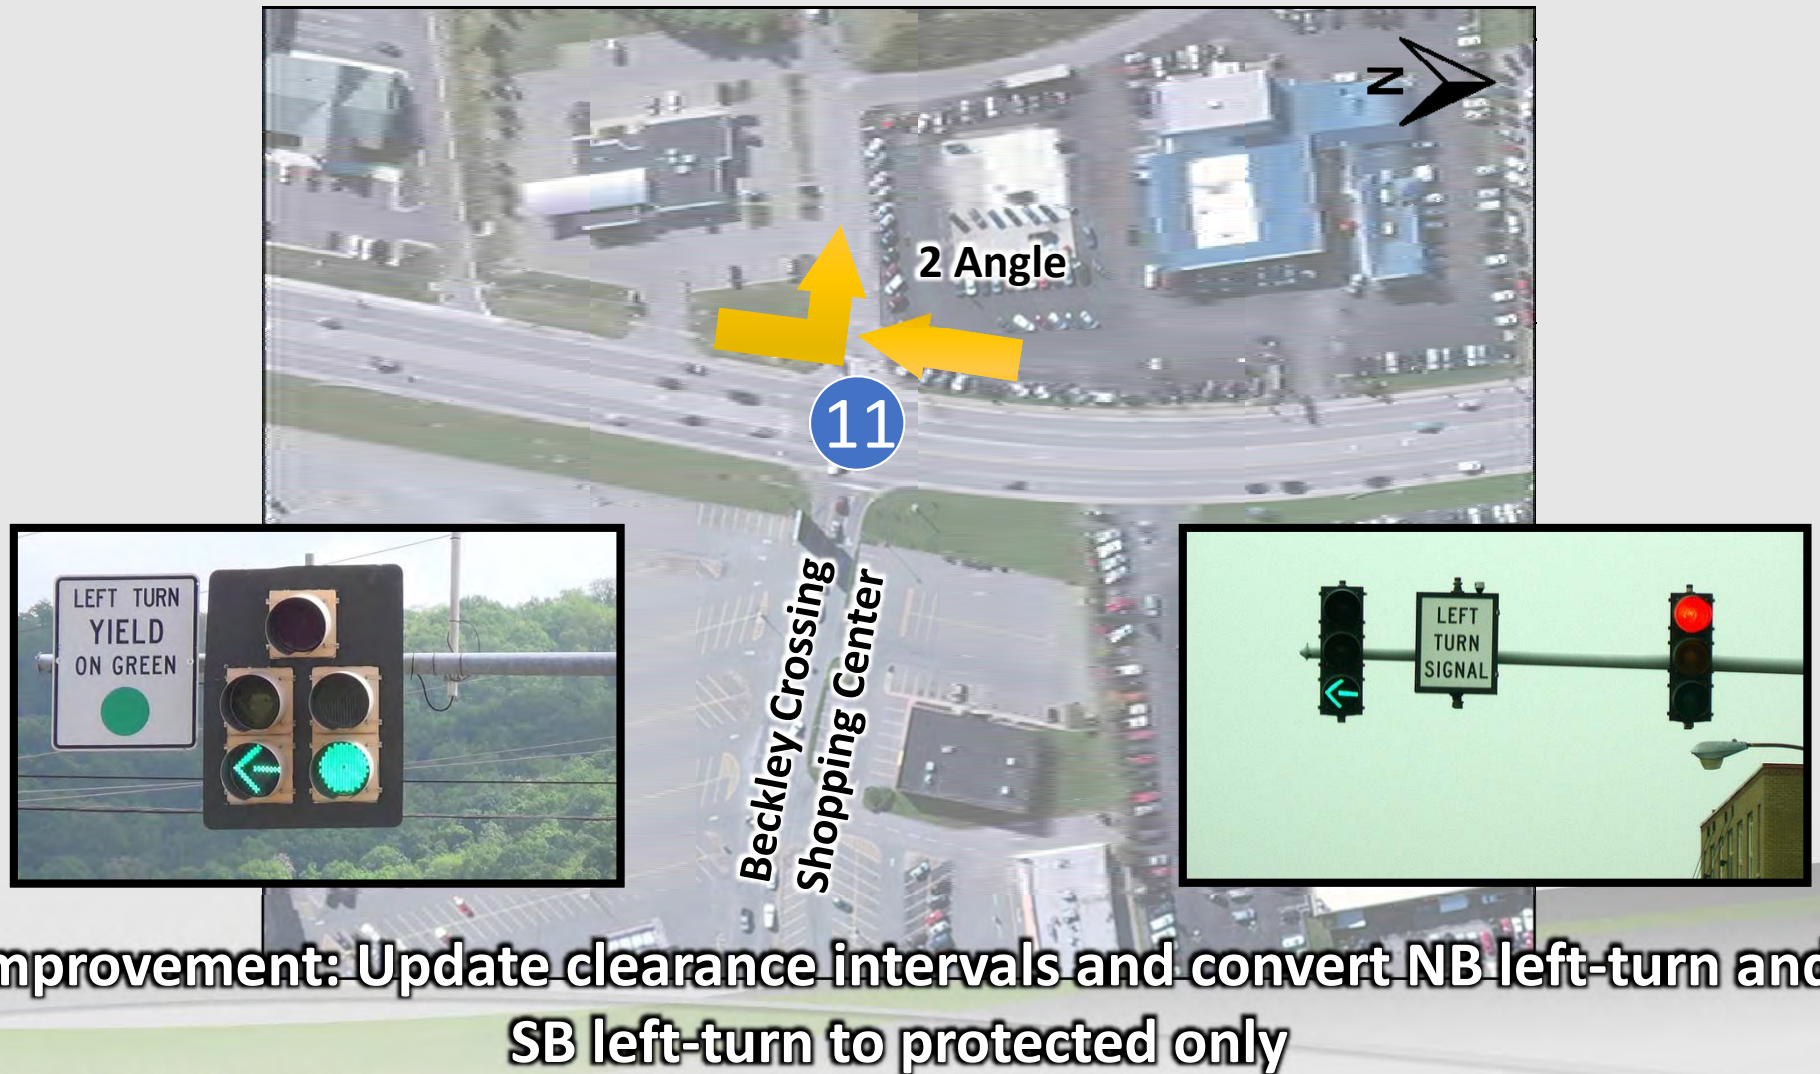 N
2 Angle
11
Beckley Crossing
Shopping Center
LEFT TURN
YIELD
ON GREEN
LEFT
TURN
SIGNAL
mprovement: Update clearance intervals and convert NB left-turn and
SB left-turn to protected only